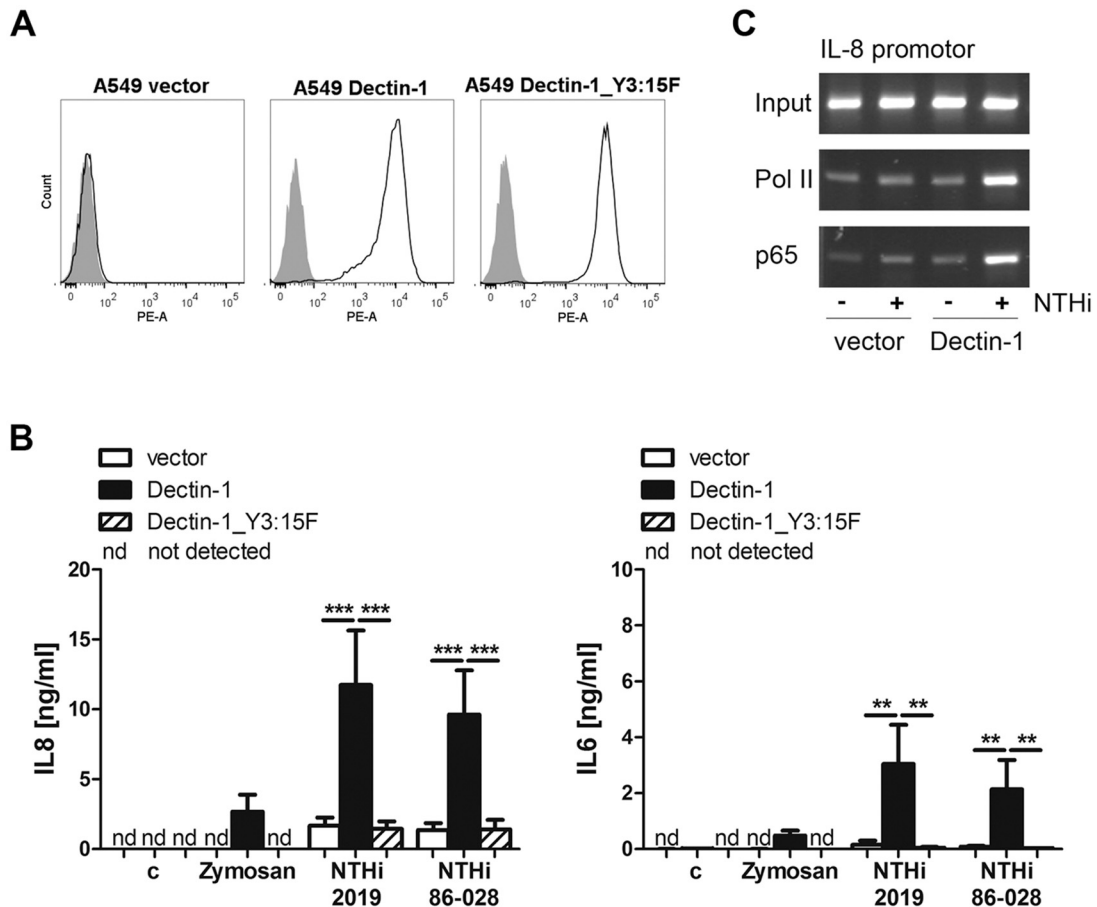 A
A549 vector
A549 Dectin-1
A549 Dectin-1_Y3:15F
Count
0 10² 10³ 10⁴ 10⁵
0 10² 10³ 10⁴ 10⁵
0 10² 10³ 10⁴ 10⁵
PE-A
PE-A
PE-A
C
IL-8 promotor
Input
Pol II
p65
- + - + NTHi
vector Dectin-1
B
vector
Dectin-1
Dectin-1_Y3:15F
nd not detected
IL8 [ng/ml]
20
15
10
5
0
*** ***
*** ***
nd nd nd nd nd
c Zymosan NTHi 2019 NTHi 86-028
vector
Dectin-1
Dectin-1_Y3:15F
nd not detected
IL6 [ng/ml]
10
8
6
4
2
0
** **
** **
nd nd nd nd
c Zymosan NTHi 2019 NTHi 86-028